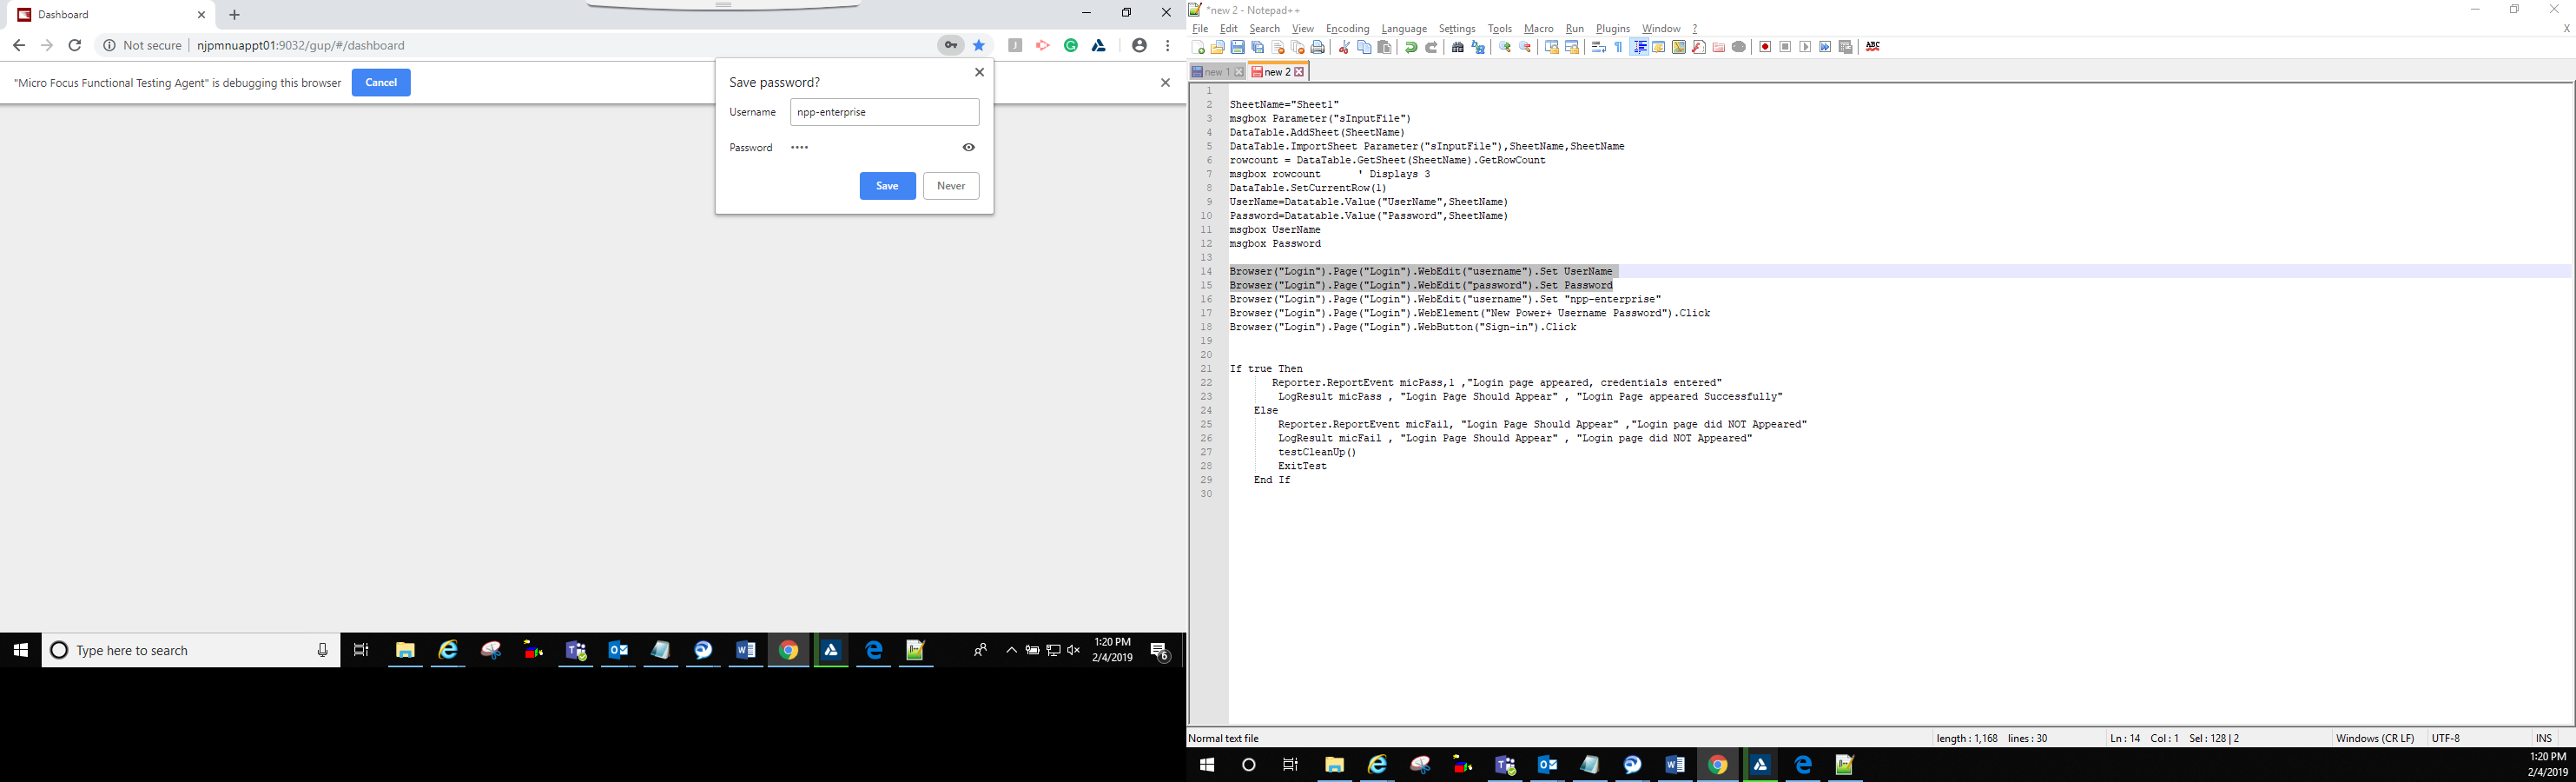 Dashboard
Not secure | njpmnuappt01:9032/gup/#/dashboard
"Micro Focus Functional Testing Agent" is debugging this browser
Cancel
Save password?
Username npp-enterprise
Password ••••
Save Never
Type here to search
1:20 PM
2/4/2019
6
*new 2 - Notepad++
File Edit Search View Encoding Language Settings Tools Macro Run Plugins Window ?
X
ABC
new 1 new 2
1
2 SheetName="Sheet1"
3 msgbox Parameter("sInputFile")
4 DataTable.AddSheet(SheetName)
5 DataTable.ImportSheet Parameter("sInputFile"),SheetName,SheetName
6 rowcount = DataTable.GetSheet(SheetName).GetRowCount
7 msgbox rowcount ' Displays 3
8 DataTable.SetCurrentRow(1)
9 UserName=Datatable.Value("UserName",SheetName)
10 Password=Datatable.Value("Password",SheetName)
11 msgbox UserName
12 msgbox Password
13
14 Browser("Login").Page("Login").WebEdit("username").Set UserName
15 Browser("Login").Page("Login").WebEdit("password").Set Password
16 Browser("Login").Page("Login").WebEdit("username").Set "npp-enterprise"
17 Browser("Login").Page("Login").WebElement("New Power+ Username Password").Click
18 Browser("Login").Page("Login").WebButton("Sign-in").Click
19
20
21 If true Then
22 Reporter.ReportEvent micPass,1 ,"Login page appeared, credentials entered"
23 LogResult micPass , "Login Page Should Appear" , "Login Page appeared Successfully"
24 Else
25 Reporter.ReportEvent micFail, "Login Page Should Appear" ,"Login page did NOT Appeared"
26 LogResult micFail , "Login Page Should Appear" , "Login page did NOT Appeared"
27 testCleanUp()
28 ExitTest
29 End If
30
Normal text file length : 1,168 lines : 30 Ln : 14 Col : 1 Sel : 128 | 2 Windows (CR LF) UTF-8 INS
1:20 PM
2/4/2019